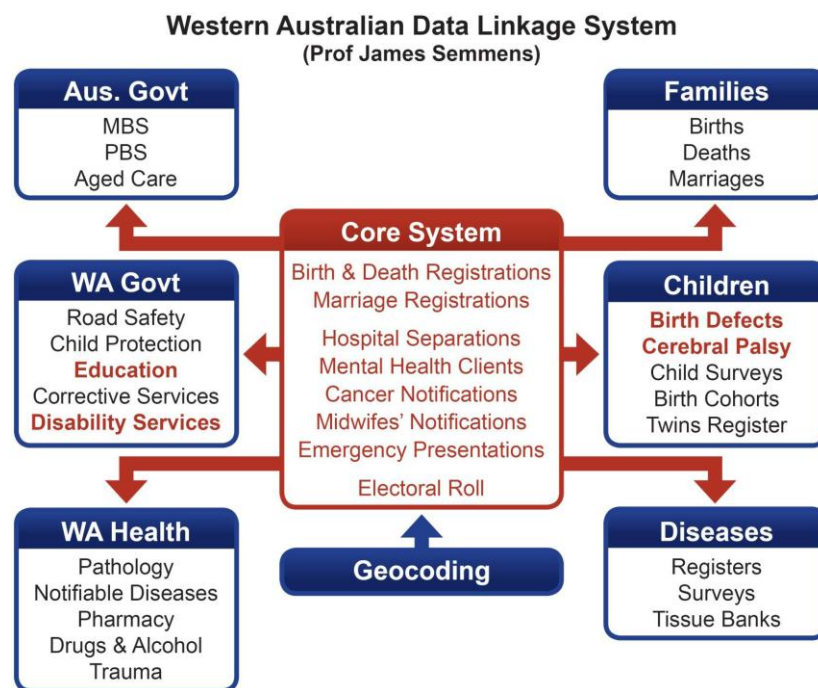 Western Australian Data Linkage System
(Prof James Semmens)
Aus. Govt
MBS
PBS
Aged Care
Families
Births
Deaths
Marriages
Core System
Birth & Death Registrations
Marriage Registrations
Hospital Separations
Mental Health Clients
Cancer Notifications
Midwifes' Notifications
Emergency Presentations
Electoral Roll
WA Govt
Road Safety
Child Protection
Education
Corrective Services
Disability Services
Children
Birth Defects
Cerebral Palsy
Child Surveys
Birth Cohorts
Twins Register
WA Health
Pathology
Notifiable Diseases
Pharmacy
Drugs & Alcohol
Trauma
Geocoding
Diseases
Registers
Surveys
Tissue Banks